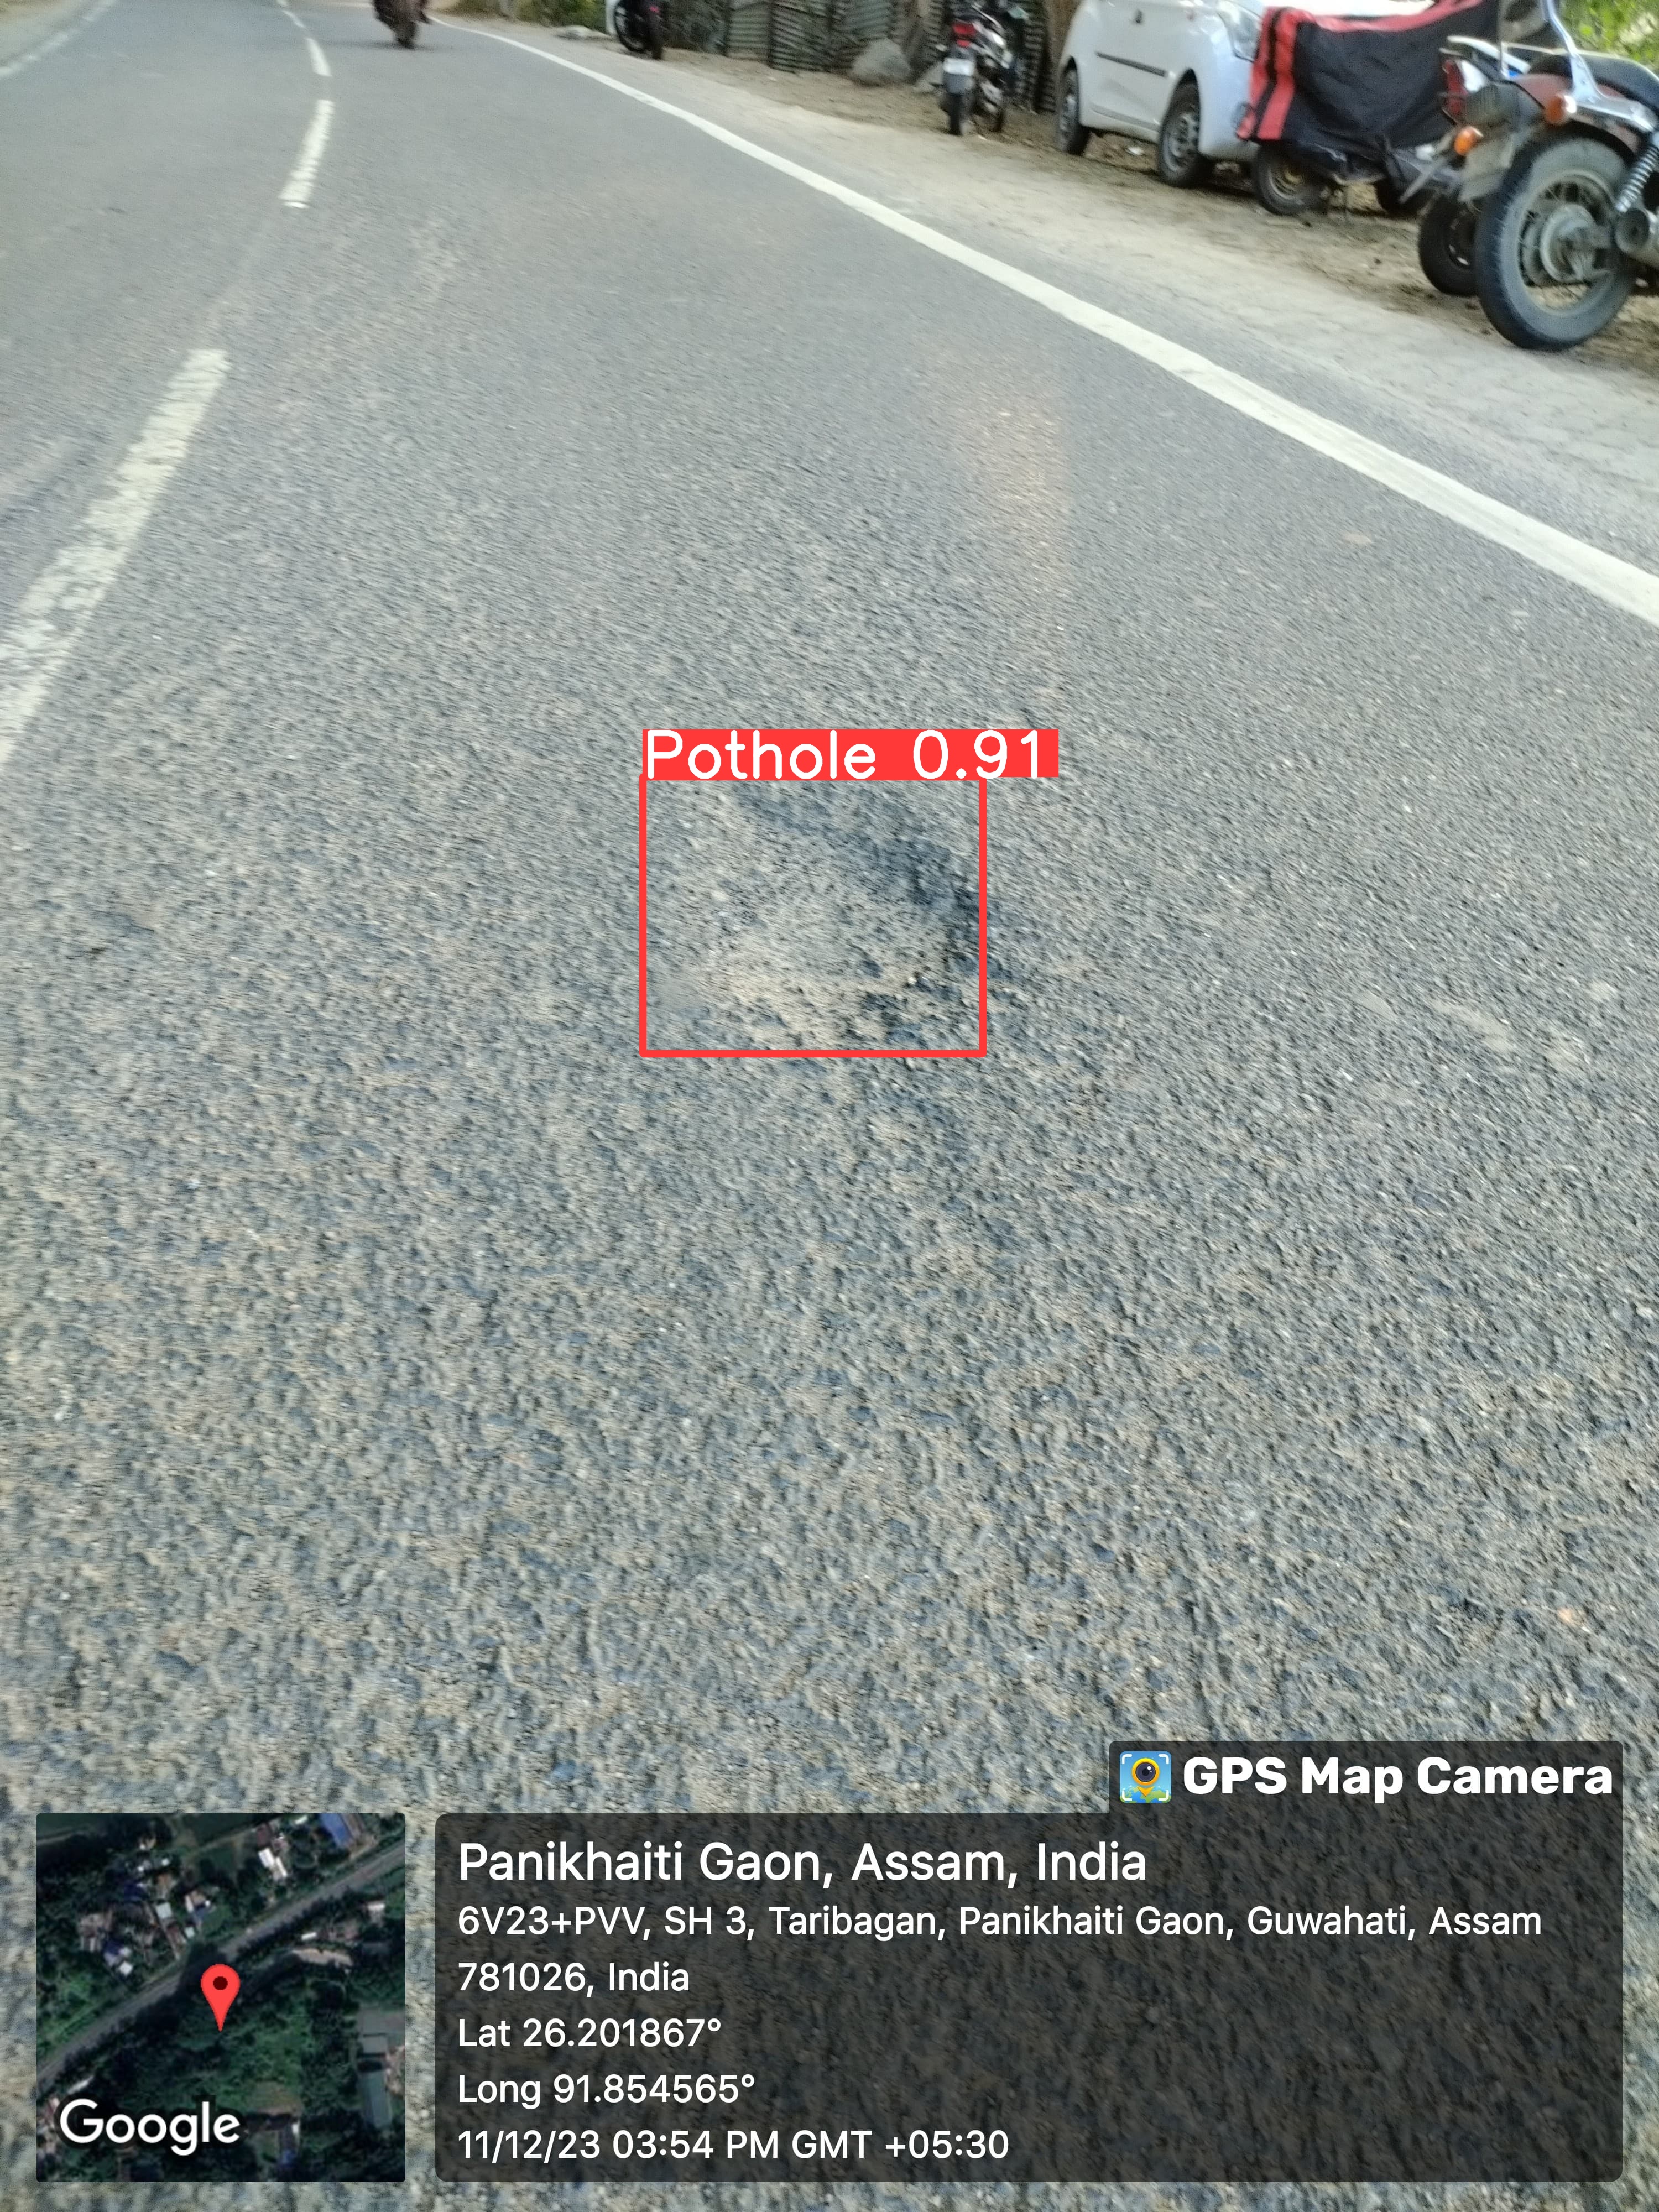 Pothole 0.91
GPS Map Camera
Panikhaiti Gaon, Assam, India
6V23+PVV, SH 3, Taribagan, Panikhaiti Gaon, Guwahati, Assam
781026, India
Lat 26.201867°
Long 91.854565°
11/12/23 03:54 PM GMT +05:30
Google